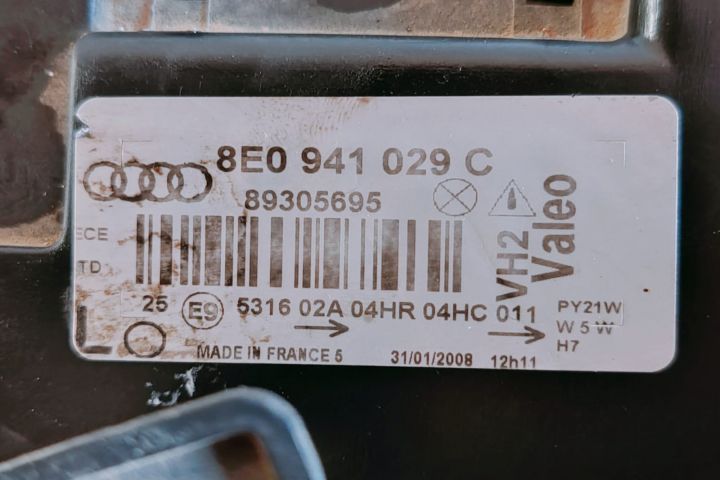 8E0 941 029 C
89305695
ECE
TD
VH2
Valeo
25 E9 5316 02A 04HR 04HC 011
PY21W
W5W
H7
L
MADE IN FRANCE 5 31/01/2008 12h11